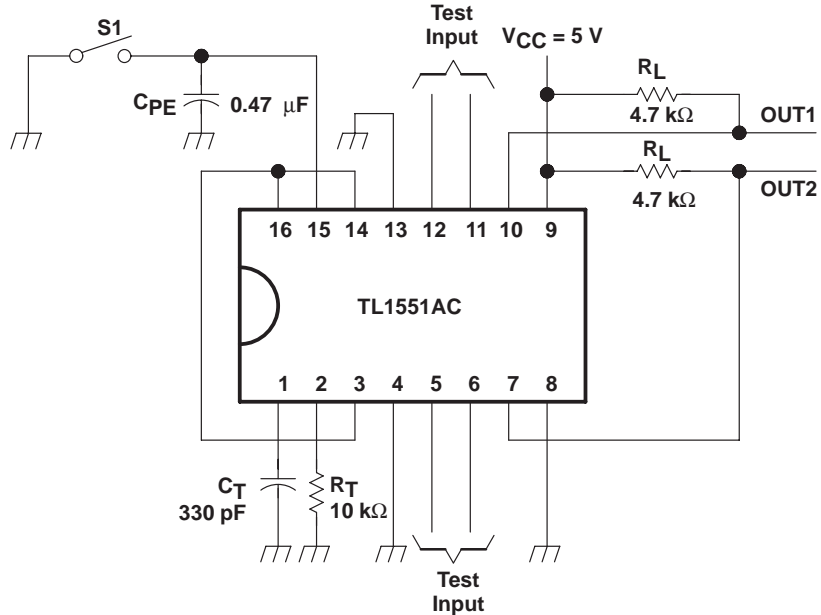 Test
Input
S1
VCC = 5 V
RL
4.7 kΩ
OUT1
CPE
0.47 μF
RL
4.7 kΩ
OUT2
16 15 14 13 12 11 10 9
TL1551AC
1 2 3 4 5 6 7 8
CT
330 pF
RT
10 kΩ
Test
Input